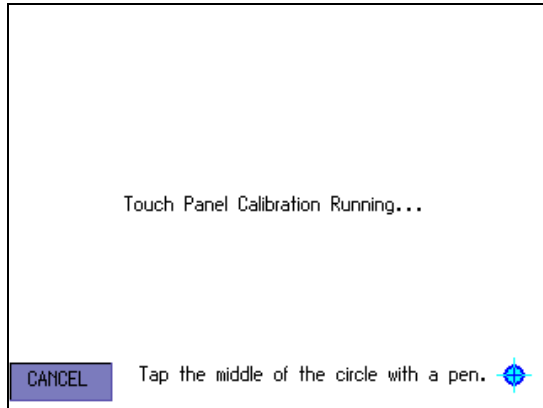 Touch Panel Calibration Running...
CANCEL
Tap the middle of the circle with a pen.